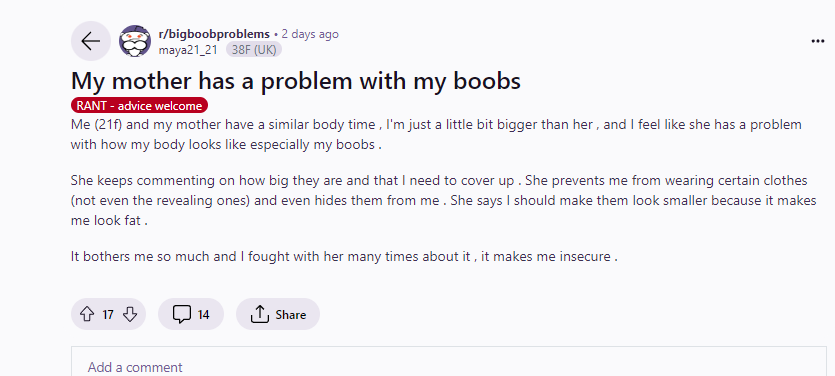 r/bigboobproblems • 2 days ago
maya21_21 38F (UK)
My mother has a problem with my boobs
RANT - advice welcome
Me (21f) and my mother have a similar body time , I'm just a little bit bigger than her , and I feel like she has a problem
with how my body looks like especially my boobs .
She keeps commenting on how big they are and that I need to cover up . She prevents me from wearing certain clothes
(not even the revealing ones) and even hides them from me . She says I should make them look smaller because it makes
me look fat .
It bothers me so much and I fought with her many times about it , it makes me insecure .
17 14 Share
Add a comment